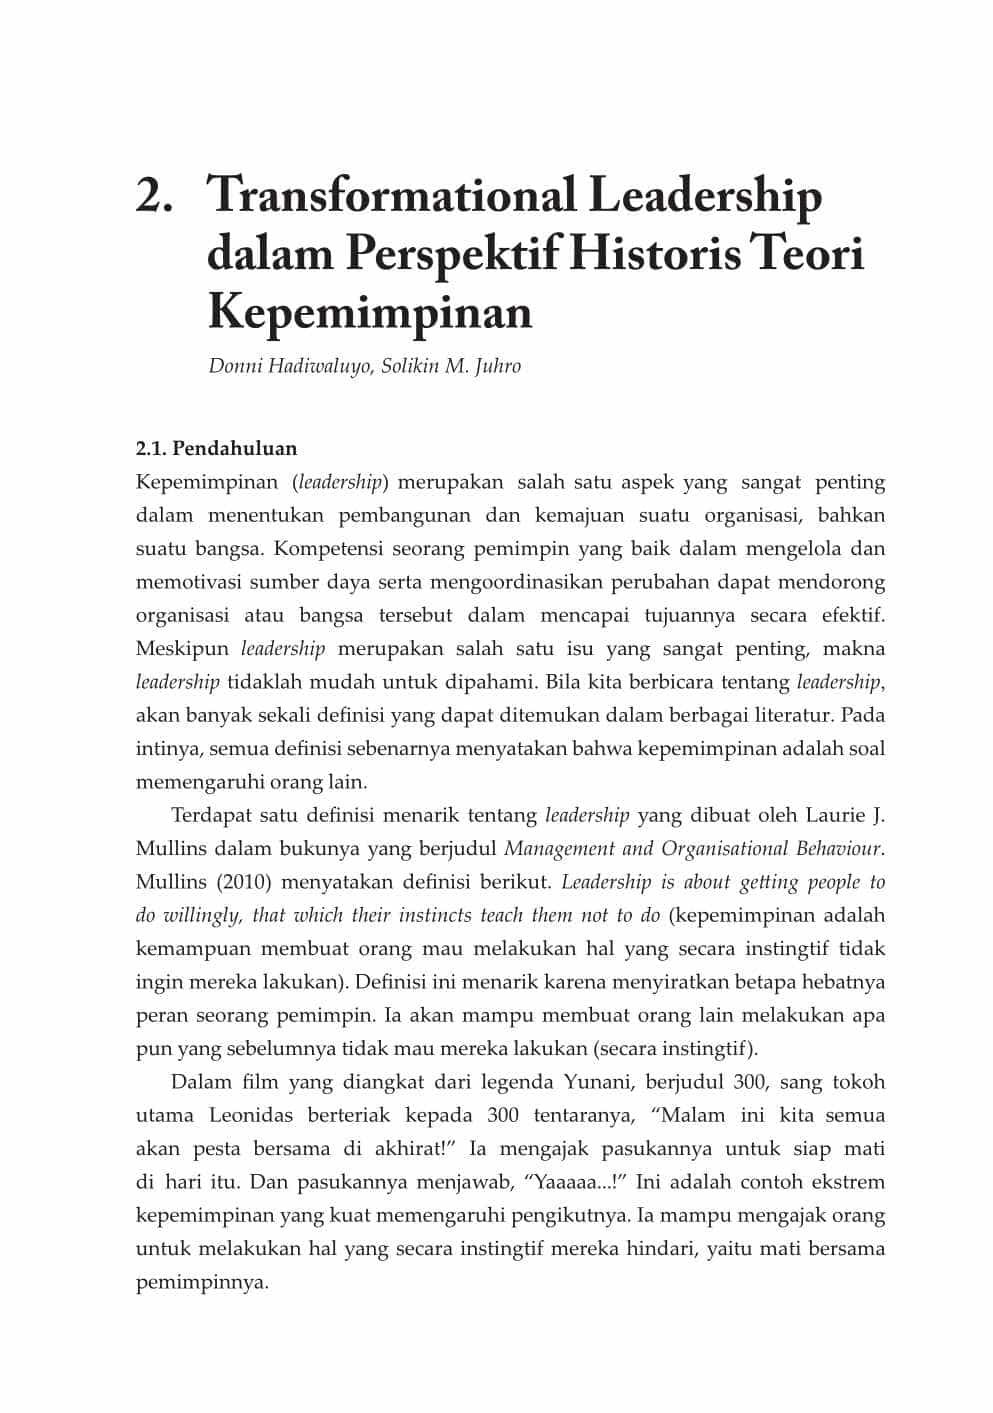 2. Transformational Leadership
dalam Perspektif Historis Teori
Kepemimpinan
Donni Hadiwaluyo, Solikin M. Juhro
2.1. Pendahuluan
Kepemimpinan (leadership) merupakan salah satu aspek yang sangat penting
dalam menentukan pembangunan dan kemajuan suatu organisasi, bahkan
suatu bangsa. Kompetensi seorang pemimpin yang baik dalam mengelola dan
memotivasi sumber daya serta mengoordinasikan perubahan dapat mendorong
organisasi atau bangsa tersebut dalam mencapai tujuannya secara efektif.
Meskipun leadership merupakan salah satu isu yang sangat penting, makna
leadership tidaklah mudah untuk dipahami. Bila kita berbicara tentang leadership,
akan banyak sekali definisi yang dapat ditemukan dalam berbagai literatur. Pada
intinya, semua definisi sebenarnya menyatakan bahwa kepemimpinan adalah soal
memengaruhi orang lain.
Terdapat satu definisi menarik tentang leadership yang dibuat oleh Laurie J.
Mullins dalam bukunya yang berjudul Management and Organisational Behaviour.
Mullins (2010) menyatakan definisi berikut. Leadership is about getting people to
do willingly, that which their instincts teach them not to do (kepemimpinan adalah
kemampuan membuat orang mau melakukan hal yang secara instingtif tidak
ingin mereka lakukan). Definisi ini menarik karena menyiratkan betapa hebatnya
peran seorang pemimpin. Ia akan mampu membuat orang lain melakukan apa
pun yang sebelumnya tidak mau mereka lakukan (secara instingtif).
Dalam film yang diangkat dari legenda Yunani, berjudul 300, sang tokoh
utama Leonidas berteriak kepada 300 tentaranya, “Malam ini kita semua
akan pesta bersama di akhirat!” Ia mengajak pasukannya untuk siap mati
di hari itu. Dan pasukannya menjawab, “Yaaaaa...!” Ini adalah contoh ekstrem
kepemimpinan yang kuat memengaruhi pengikutnya. Ia mampu mengajak orang
untuk melakukan hal yang secara instingtif mereka hindari, yaitu mati bersama
pemimpinnya.